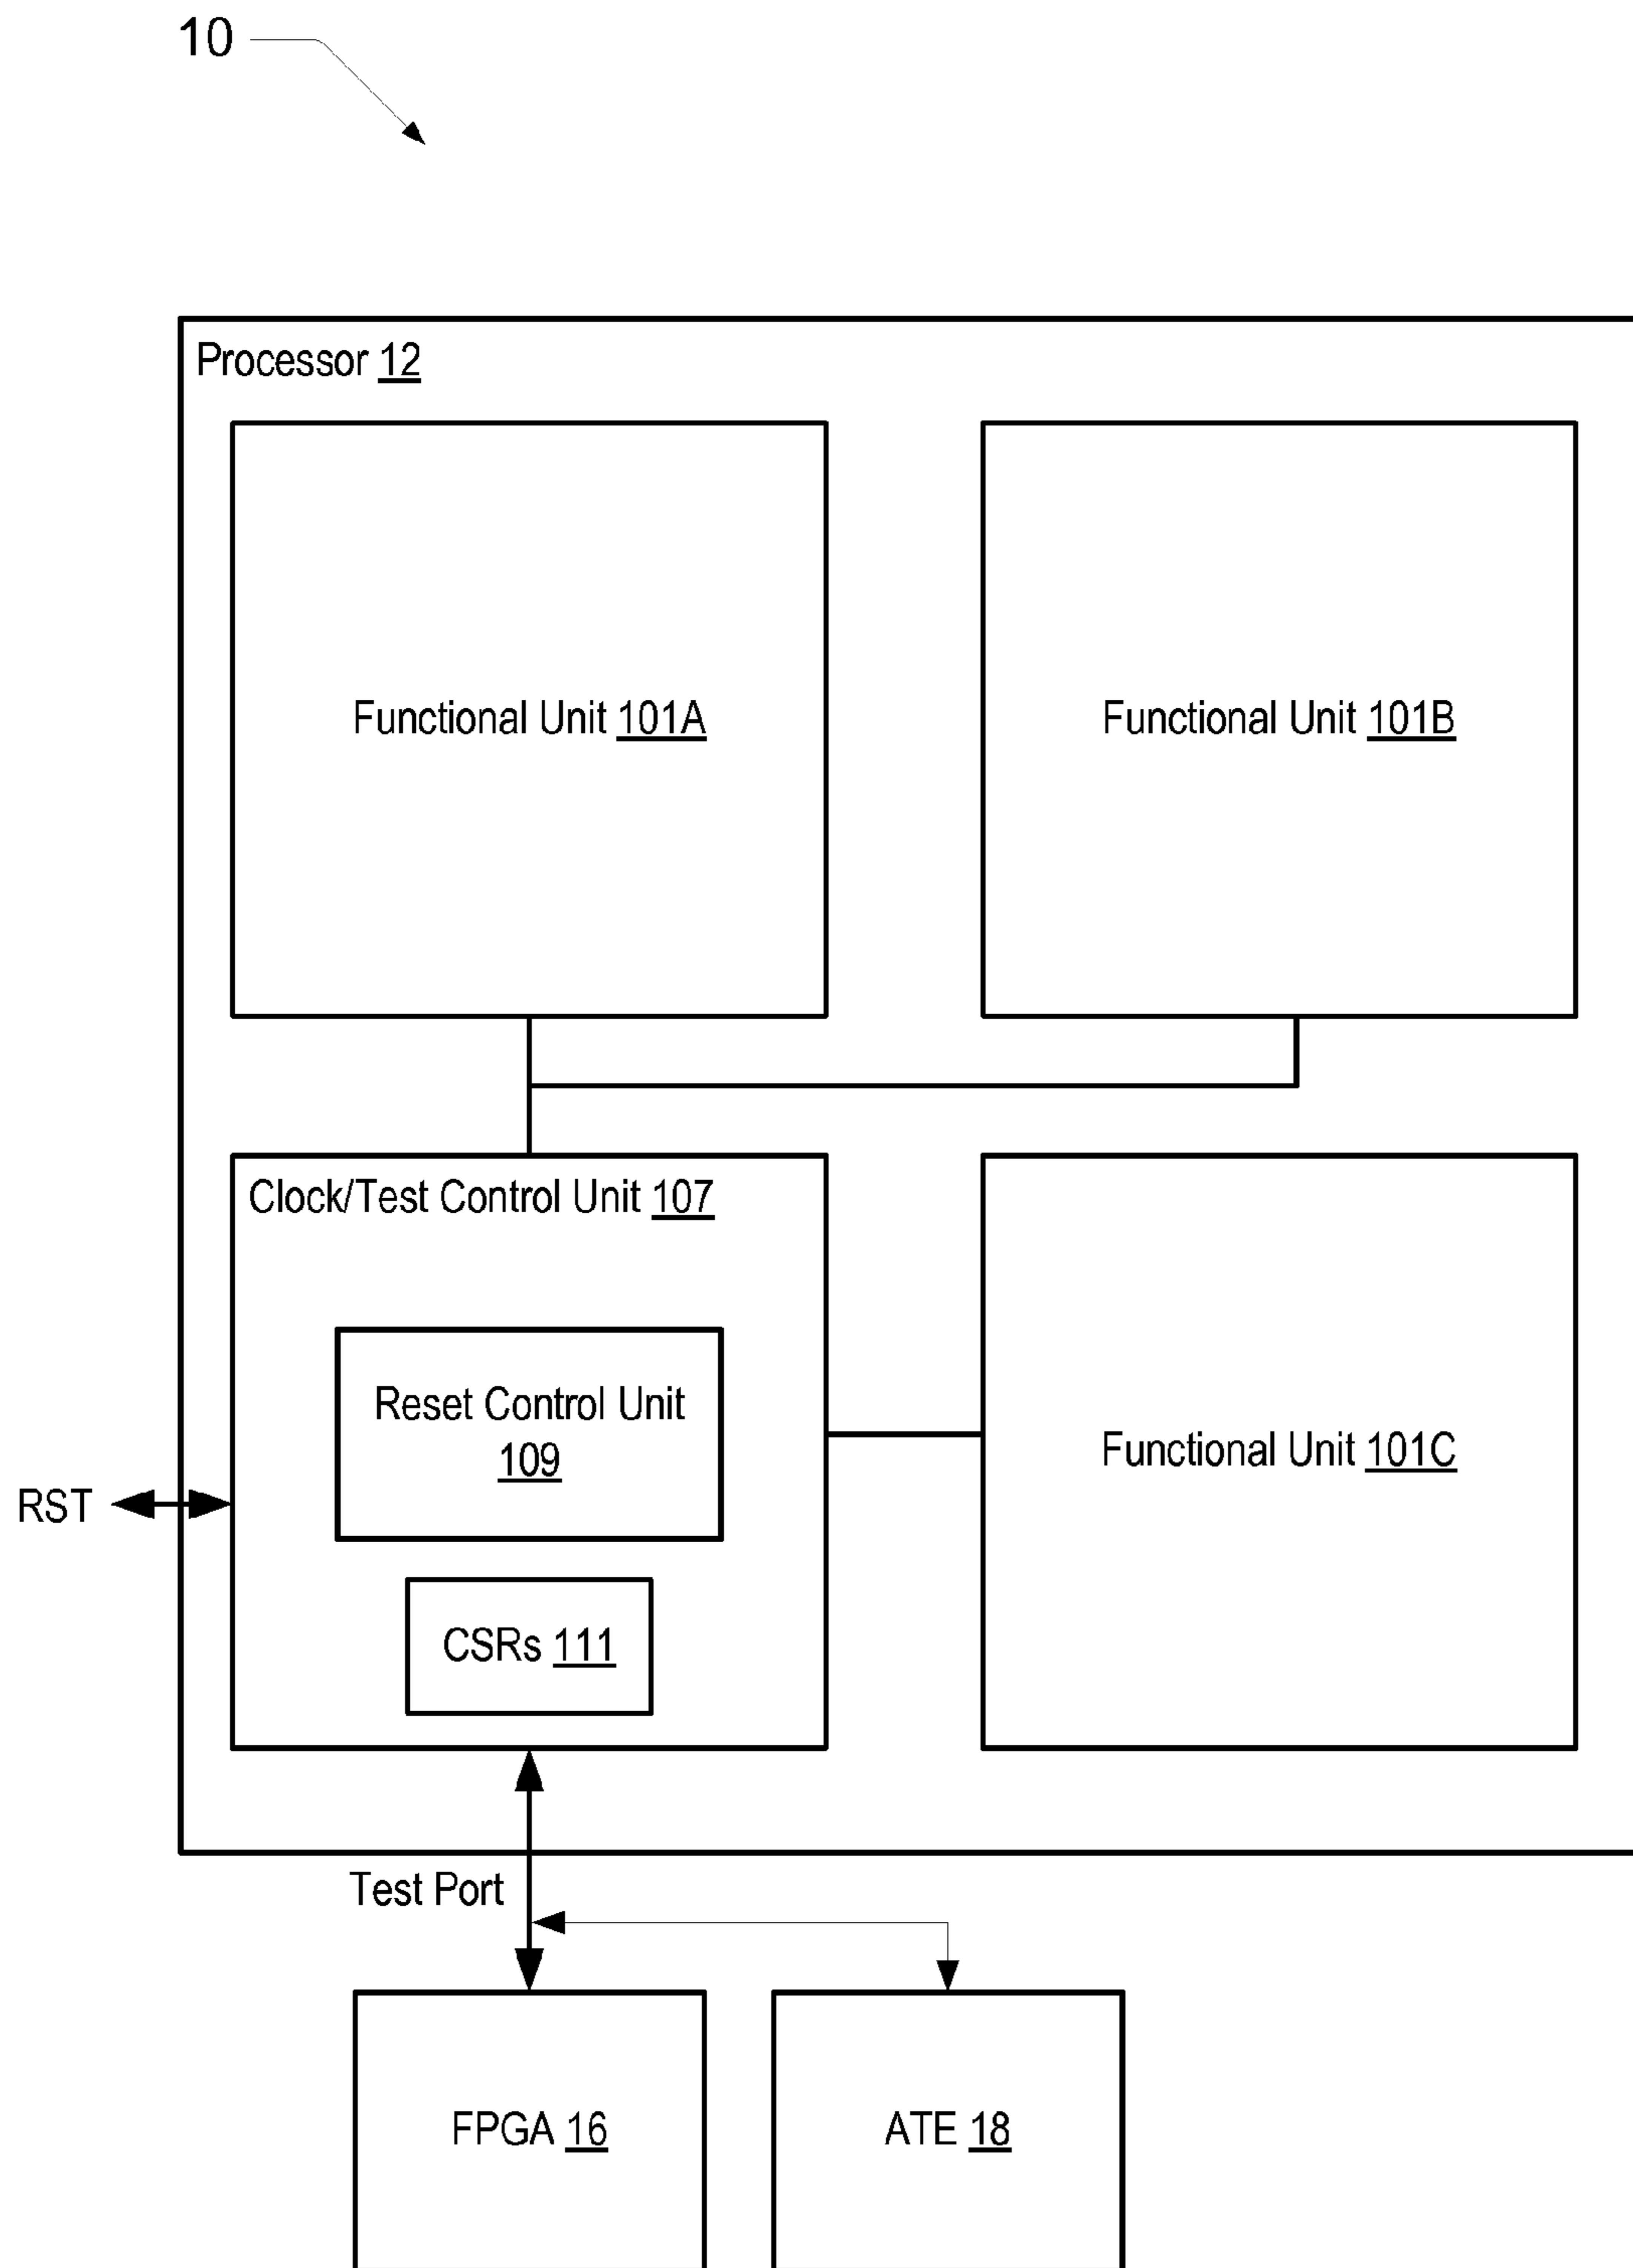 10
Processor 12
Functional Unit 101A
Functional Unit 101B
Clock/Test Control Unit 107
Reset Control Unit
109
Functional Unit 101C
RST
CSRs 111
Test Port
FPGA 16
ATE 18